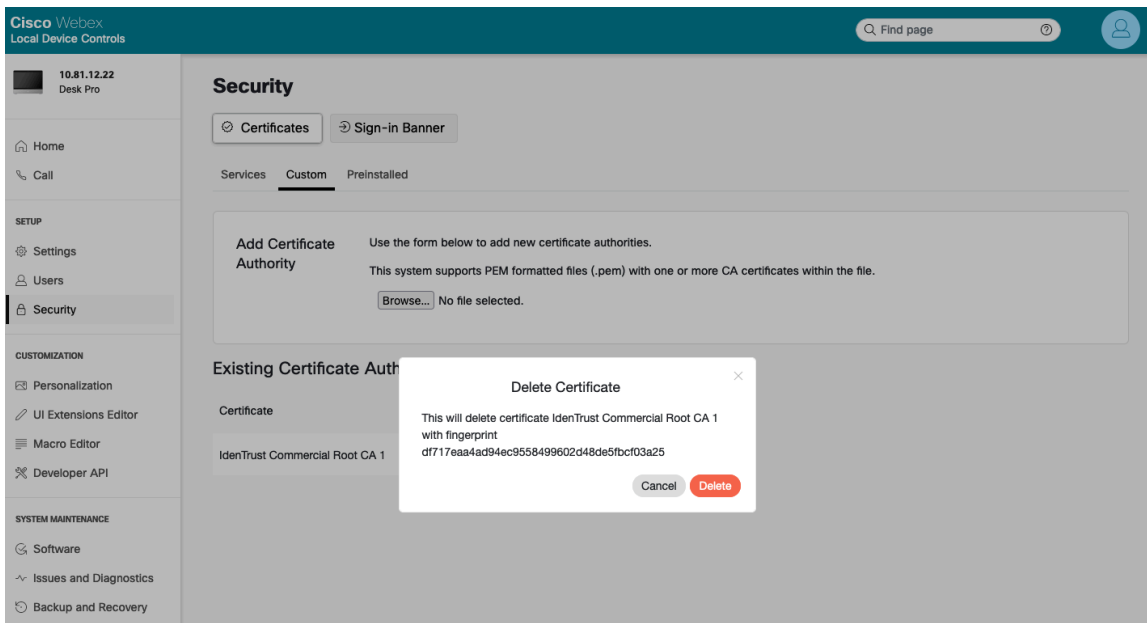 Cisco Webex
Local Device Controls
Find page
10.81.12.22
Desk Pro
Home
Call
SETUP
Settings
Users
Security
CUSTOMIZATION
Personalization
UI Extensions Editor
Macro Editor
Developer API
SYSTEM MAINTENANCE
Software
Issues and Diagnostics
Backup and Recovery
Security
Certificates
Sign-in Banner
Services Custom Preinstalled
Add Certificate
Authority
Use the form below to add new certificate authorities.
This system supports PEM formatted files (.pem) with one or more CA certificates within the file.
Browse... No file selected.
Existing Certificate Auth
Certificate
IdenTrust Commercial Root CA 1
Delete Certificate
This will delete certificate IdenTrust Commercial Root CA 1
with fingerprint
df717eaa4ad94ec9558499602d48de5fbcf03a25
Cancel Delete